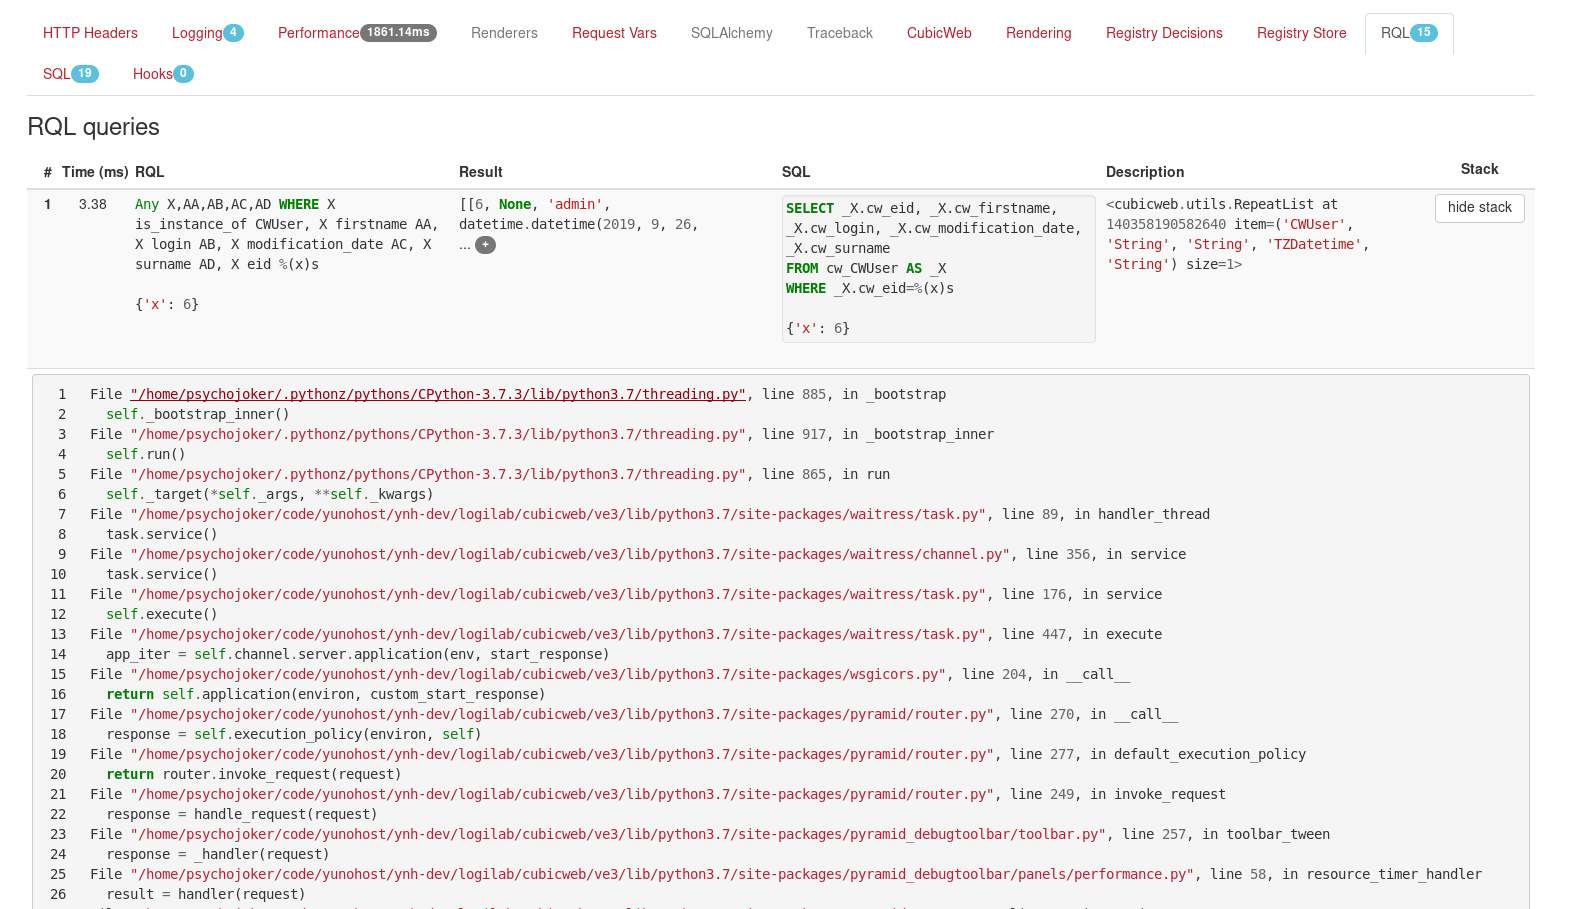 HTTP Headers Logging 4 Performance 1861.14ms Renderers Request Vars SQLAlchemy Traceback CubicWeb Rendering Registry Decisions Registry Store RQL 15
SQL 19 Hooks 0
RQL queries
# Time (ms) RQL Result SQL Description Stack
1 3.38
Any X,AA,AB,AC,AD WHERE X
is_instance_of CWUser, X firstname AA,
X login AB, X modification_date AC, X
surname AD, X eid %(x)s
{'x': 6}
[[6, None, 'admin',
datetime.datetime(2019, 9, 26,
... +
SELECT _X.cw_eid, _X.cw_firstname,
_X.cw_login, _X.cw_modification_date,
_X.cw_surname
FROM cw_CWUser AS _X
WHERE _X.cw_eid=%(x)s
{'x': 6}
<cubicweb.utils.RepeatList at
140358190582640 item=('CWUser',
'String', 'String', 'TZDatetime',
'String') size=1>
hide stack
1 File "/home/psychojoker/.pythonz/pythons/CPython-3.7.3/lib/python3.7/threading.py", line 885, in _bootstrap
2 self._bootstrap_inner()
3 File "/home/psychojoker/.pythonz/pythons/CPython-3.7.3/lib/python3.7/threading.py", line 917, in _bootstrap_inner
4 self.run()
5 File "/home/psychojoker/.pythonz/pythons/CPython-3.7.3/lib/python3.7/threading.py", line 865, in run
6 self._target(*self._args, **self._kwargs)
7 File "/home/psychojoker/code/yunohost/ynh-dev/logilab/cubicweb/ve3/lib/python3.7/site-packages/waitress/task.py", line 89, in handler_thread
8 task.service()
9 File "/home/psychojoker/code/yunohost/ynh-dev/logilab/cubicweb/ve3/lib/python3.7/site-packages/waitress/channel.py", line 356, in service
10 task.service()
11 File "/home/psychojoker/code/yunohost/ynh-dev/logilab/cubicweb/ve3/lib/python3.7/site-packages/waitress/task.py", line 176, in service
12 self.execute()
13 File "/home/psychojoker/code/yunohost/ynh-dev/logilab/cubicweb/ve3/lib/python3.7/site-packages/waitress/task.py", line 447, in execute
14 app_iter = self.channel.server.application(env, start_response)
15 File "/home/psychojoker/code/yunohost/ynh-dev/logilab/cubicweb/ve3/lib/python3.7/site-packages/wsgicors.py", line 204, in __call__
16 return self.application(environ, custom_start_response)
17 File "/home/psychojoker/code/yunohost/ynh-dev/logilab/cubicweb/ve3/lib/python3.7/site-packages/pyramid/router.py", line 270, in __call__
18 response = self.execution_policy(environ, self)
19 File "/home/psychojoker/code/yunohost/ynh-dev/logilab/cubicweb/ve3/lib/python3.7/site-packages/pyramid/router.py", line 277, in default_execution_policy
20 return router.invoke_request(request)
21 File "/home/psychojoker/code/yunohost/ynh-dev/logilab/cubicweb/ve3/lib/python3.7/site-packages/pyramid/router.py", line 249, in invoke_request
22 response = handle_request(request)
23 File "/home/psychojoker/code/yunohost/ynh-dev/logilab/cubicweb/ve3/lib/python3.7/site-packages/pyramid_debugtoolbar/toolbar.py", line 257, in toolbar_tween
24 response = _handler(request)
25 File "/home/psychojoker/code/yunohost/ynh-dev/logilab/cubicweb/ve3/lib/python3.7/site-packages/pyramid_debugtoolbar/panels/performance.py", line 58, in resource_timer_handler
26 result = handler(request)